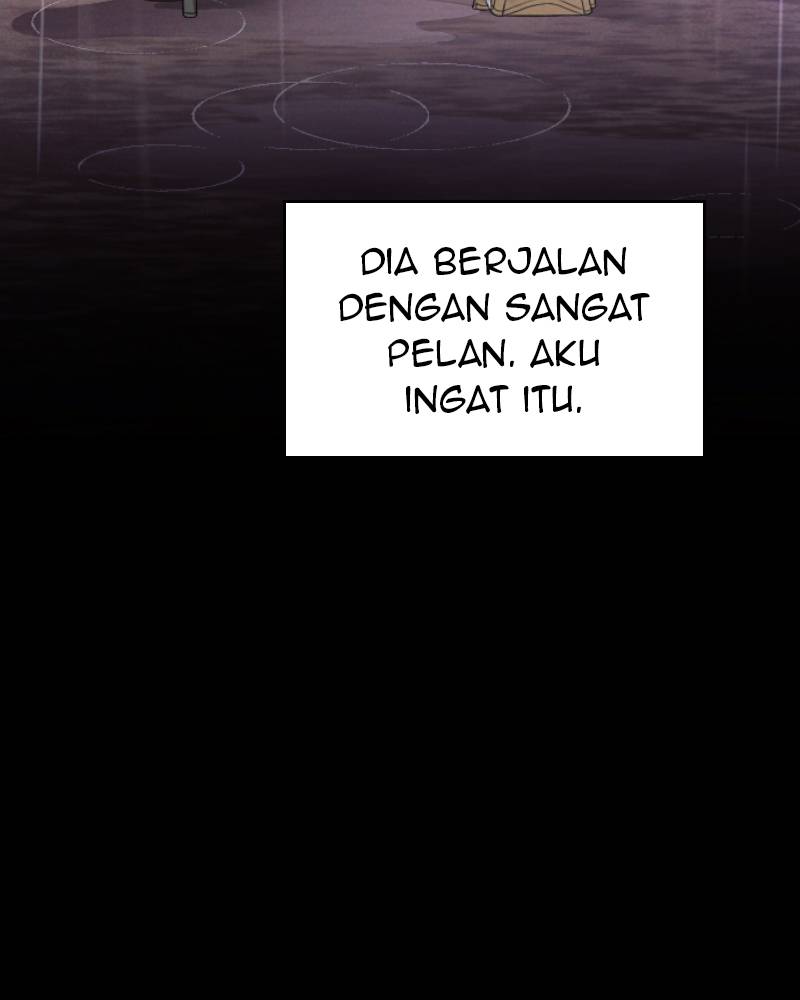 DIA BERJALAN
DENGAN SANGAT
PELAN. AKU
INGAT ITU.